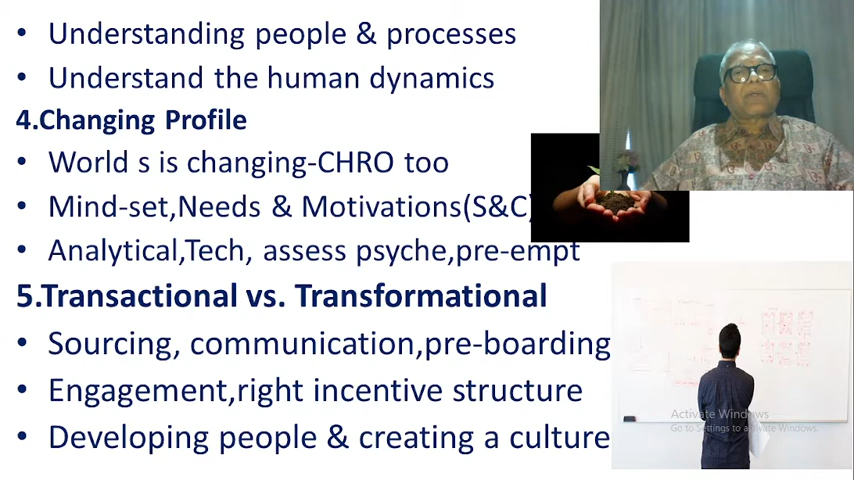 • Understanding people & processes
• Understand the human dynamics
4.Changing Profile
• World s is changing-CHRO too
• Mind-set,Needs & Motivations(S&C)
• Analytical,Tech, assess psyche,pre-empt
5.Transactional vs. Transformational
• Sourcing, communication,pre-boarding
• Engagement,right incentive structure
• Developing people & creating a culture
Activate Windows
Go to Settings to activate Windows.